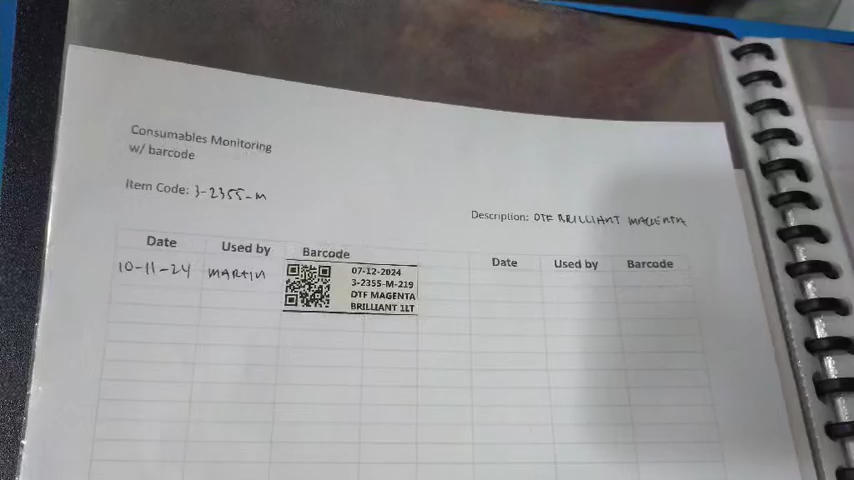 Consumables Monitoring
w/ barcode
Item Code: 3-2355-M
Description: DTF BRILLIANT MAGENTA
Date Used by Barcode Date Used by Barcode
10-11-24 MARTIN
07-12-2024
3-2355-M-219
DTF MAGENTA
BRILLIANT 1LT